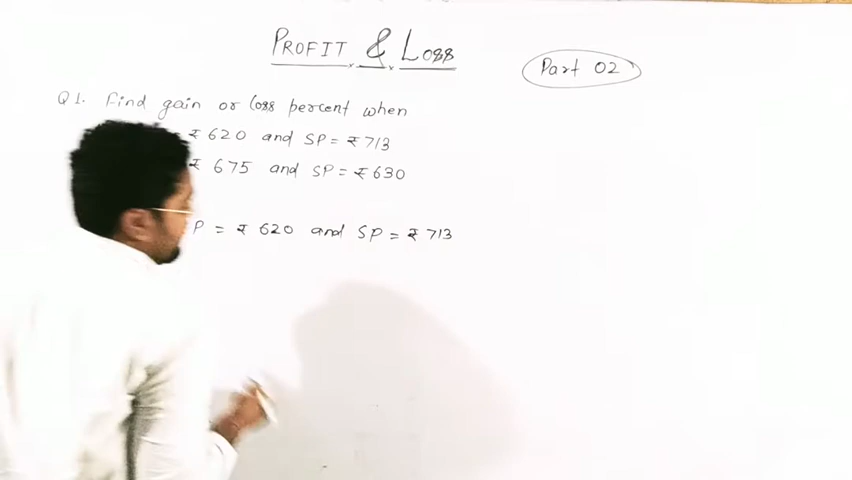 PROFIT & LOSS
Part 02
Q1. Find gain or loss percent when
₹ 620 and SP = ₹ 713
₹ 675 and SP = ₹ 630
P = ₹ 620 and SP = ₹ 713